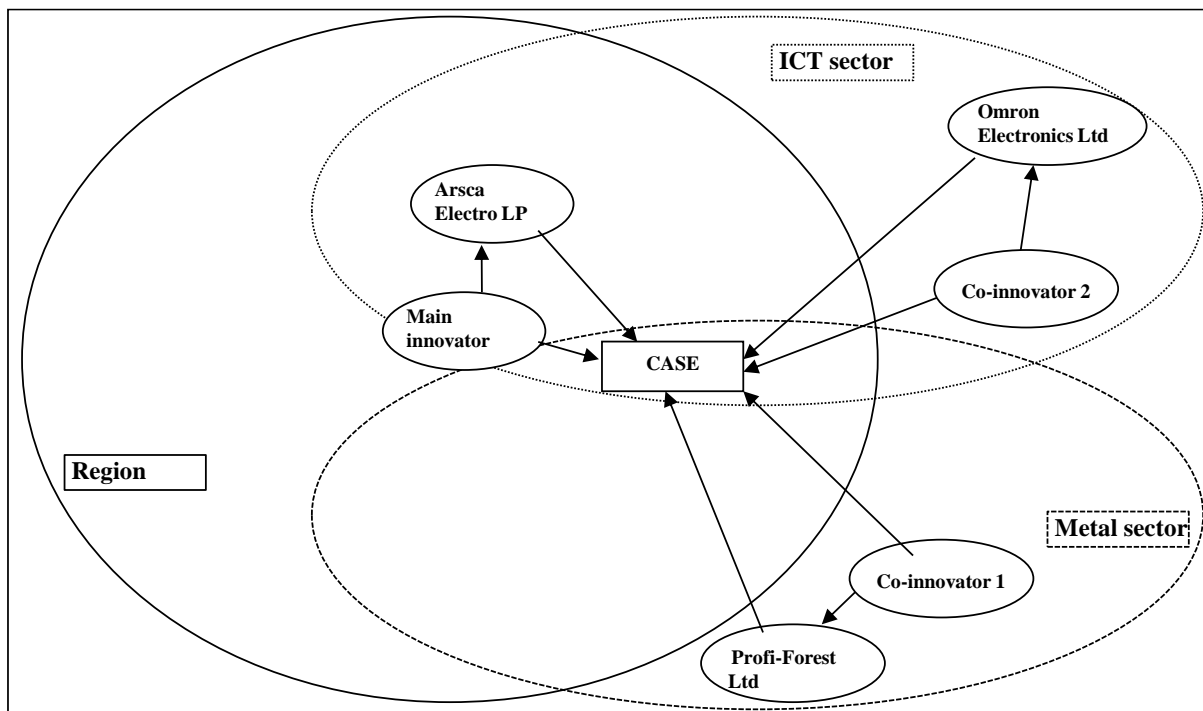 ICT sector
Omron
Electronics Ltd
Arsca
Electro LP
Co-innovator 2
Main
innovator
CASE
Region
Metal sector
Co-innovator 1
Profi-Forest
Ltd